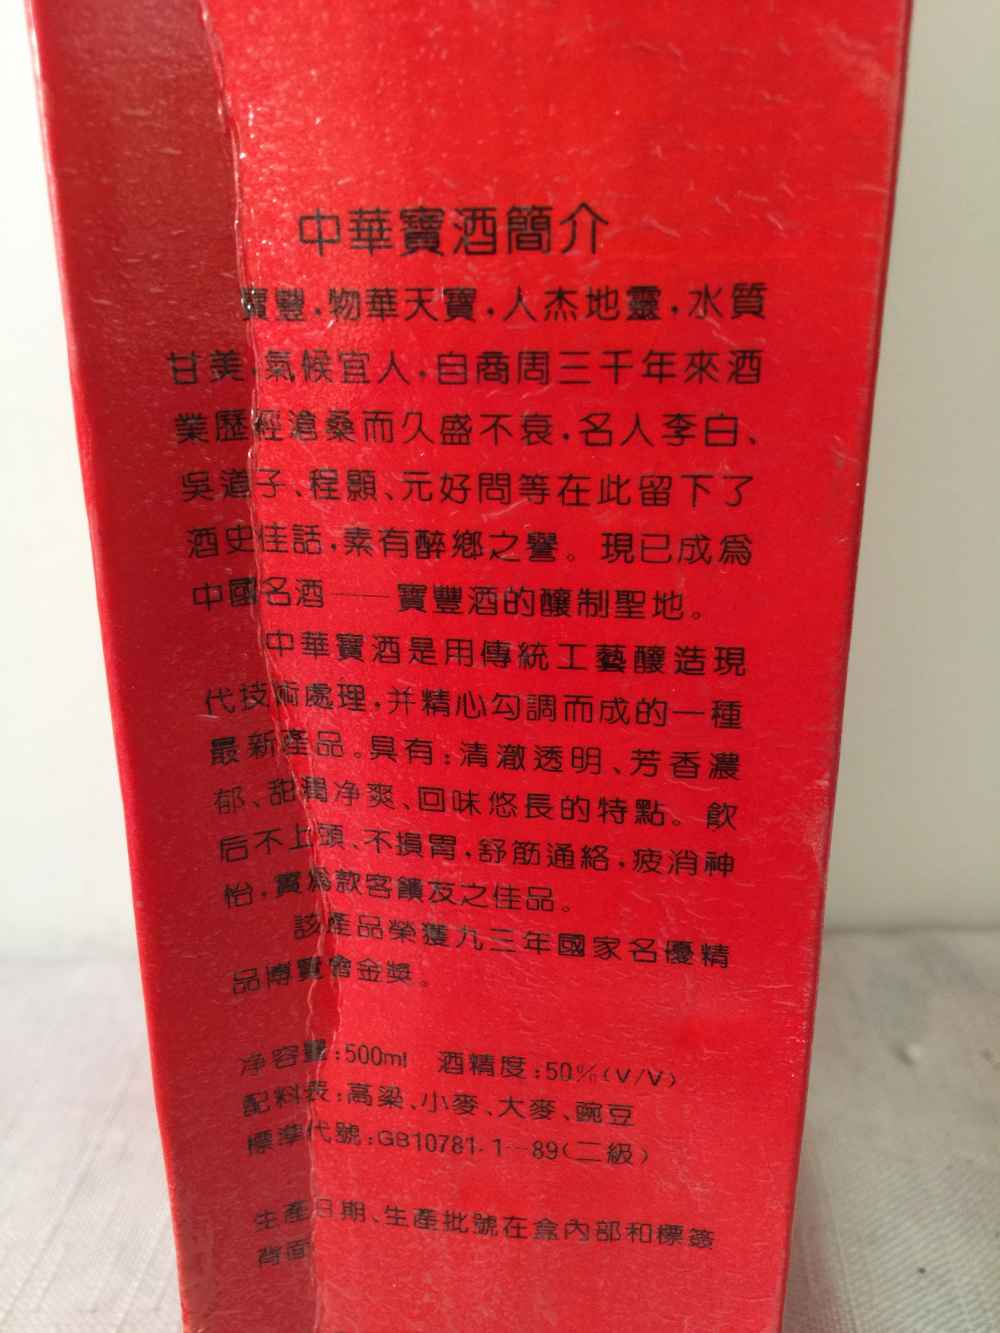 中華寶酒簡介
寶豐，物華天寶，人杰地靈，水質
甘美，氣候宜人，自商周三千年來酒
業歷經滄桑而久盛不衰，名人李白、
吳道子、程顥、元好問等在此留下了
酒史佳話，素有醉鄉之譽。現已成爲
中國名酒——寶豐酒的釀制聖地。
中華寶酒是用傳統工藝釀造現
代技術處理，并精心勾調而成的一種
最新產品。具有：清澈透明、芳香濃
郁、甜潤净爽、回味悠長的特點。飲
后不上頭、不損胃，舒筋通絡，疲消神
怡，實爲款客饋友之佳品。
該產品榮獲九三年國家名優精
品博覽會金獎。
净容量:500ml 酒精度:50%(V/V)
配料表:高粱、小麥、大麥、豌豆
標準代號:GB10781.1--89(二級)
生產日期、生產批號在盒內部和標簽
背面